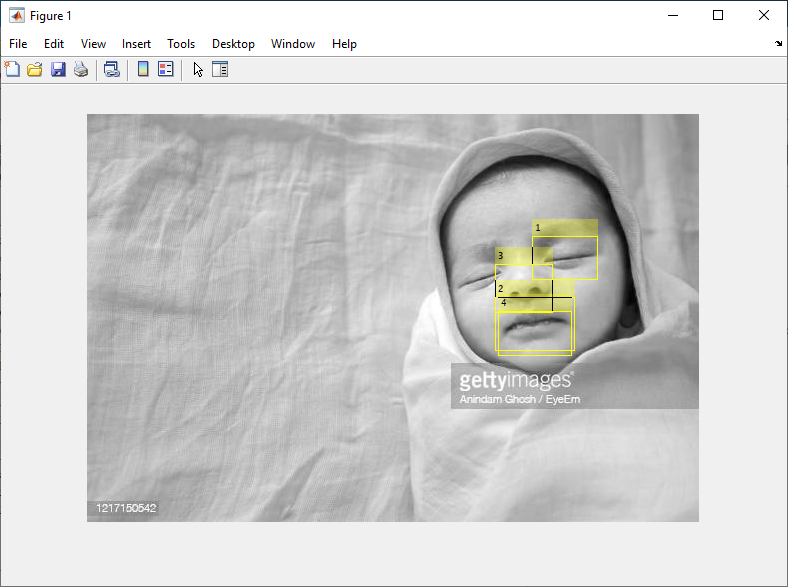 Figure 1
File Edit View Insert Tools Desktop Window Help
1
3
2
4
gettyimages®
Anindam Ghosh / EyeEm
1217150542